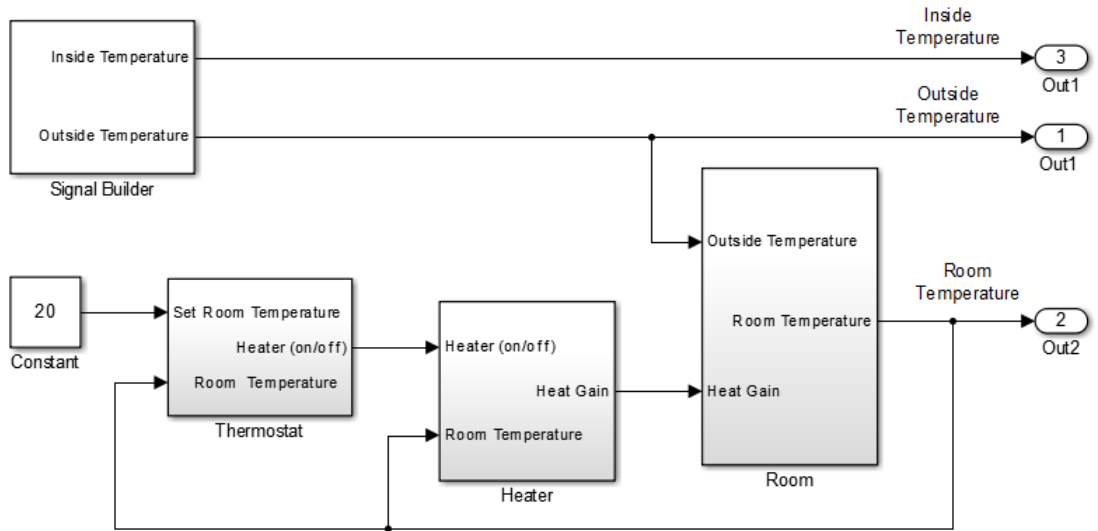 Inside
Temperature
Inside Temperature
3
Out1
Outside
Temperature
Outside Temperature
1
Out1
Signal Builder
Outside Temperature
Room
Temperature
20
Set Room Temperature
Room Temperature
2
Heater (on/off)
Heater (on/off)
Out2
Constant
Room Temperature
Heat Gain
Heat Gain
Thermostat
Room Temperature
Room
Heater